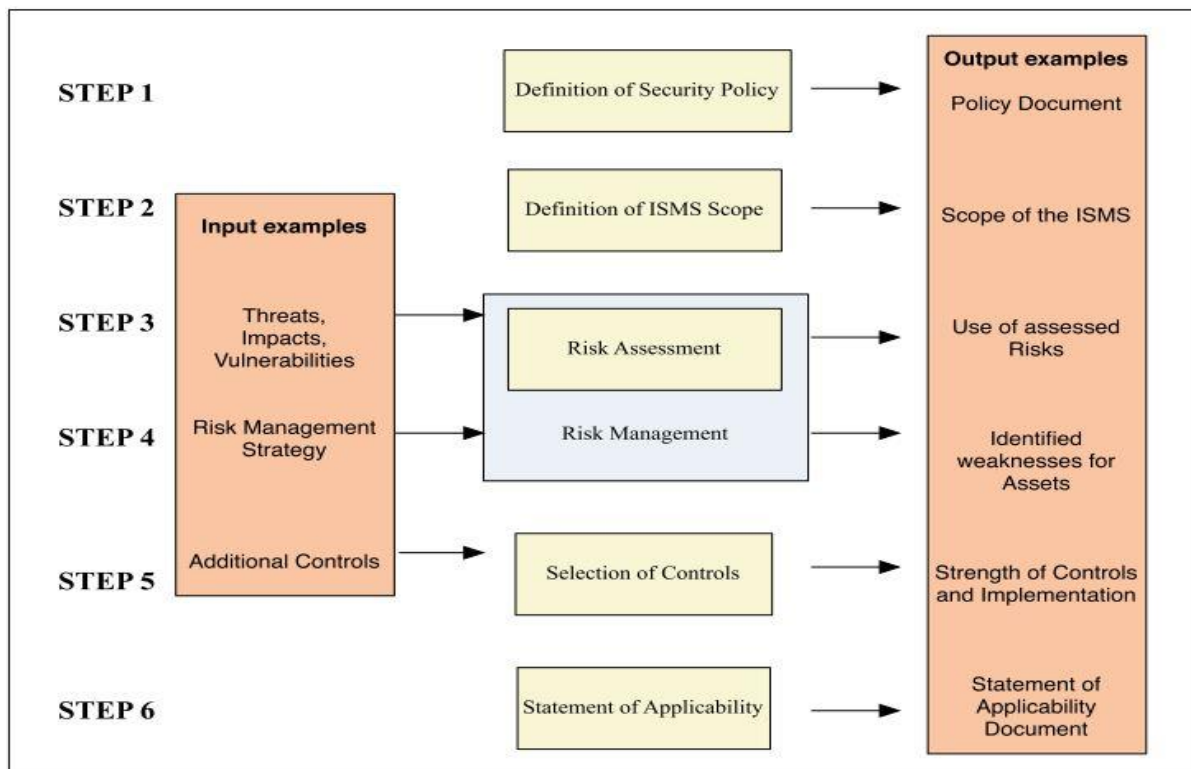 STEP 1
Definition of Security Policy
Output examples
Policy Document
STEP 2
Input examples
Definition of ISMS Scope
Scope of the ISMS
STEP 3
Threats,
Impacts,
Vulnerabilities
Risk Assessment
Use of assessed
Risks
STEP 4
Risk Management
Strategy
Risk Management
Identified
weaknesses for
Assets
STEP 5
Additional Controls
Selection of Controls
Strength of Controls
and Implementation
STEP 6
Statement of Applicability
Statement of
Applicability
Document